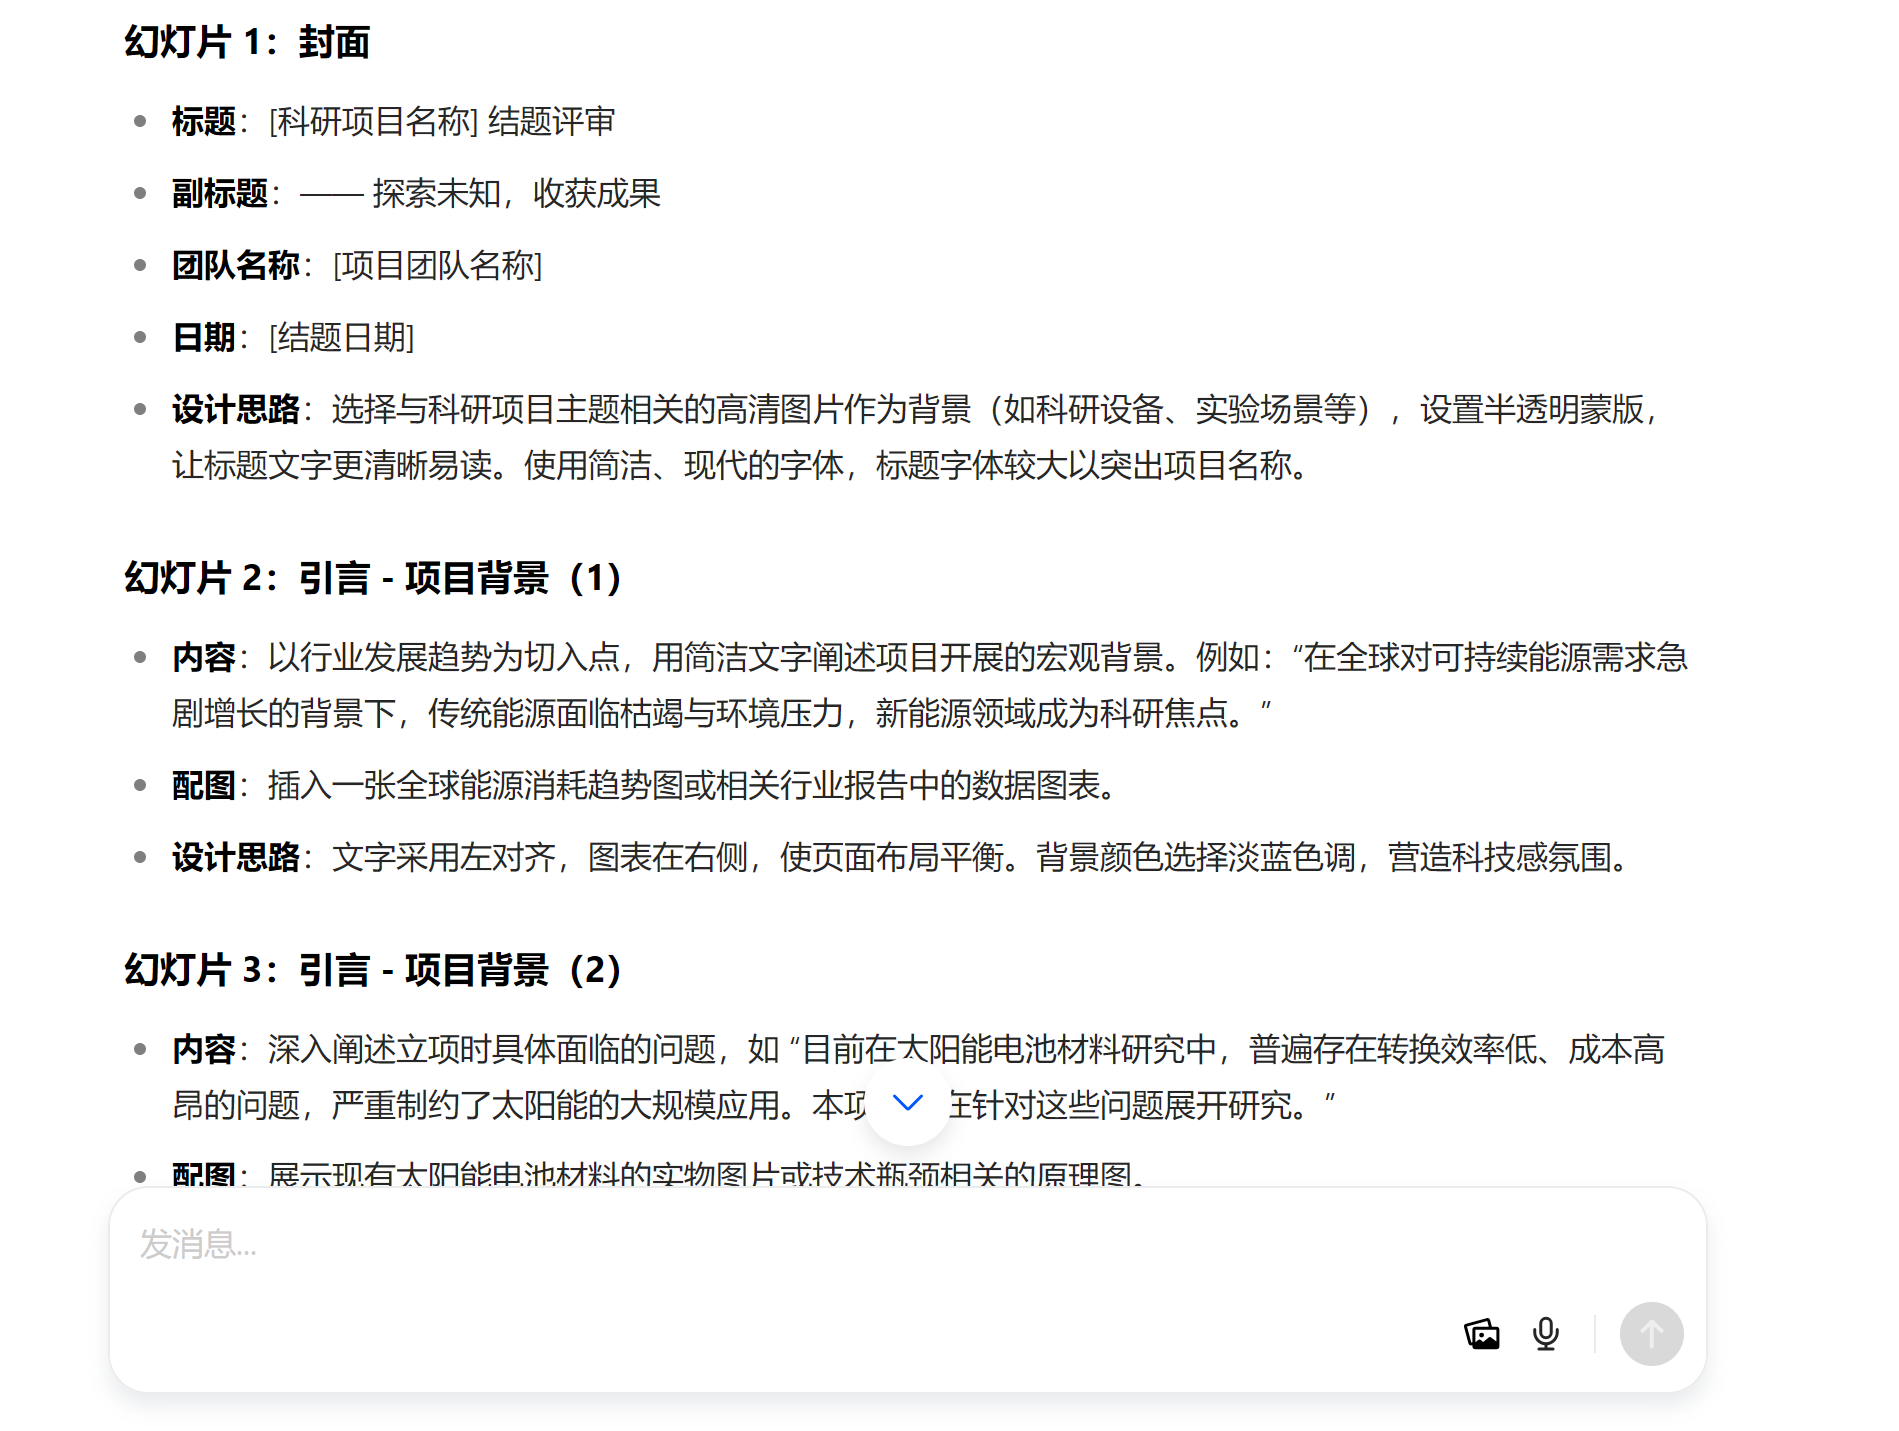 幻灯片 1：封面
标题：[科研项目名称] 结题评审
副标题：—— 探索未知，收获成果
团队名称：[项目团队名称]
日期：[结题日期]
设计思路：选择与科研项目主题相关的高清图片作为背景（如科研设备、实验场景等），设置半透明蒙版，
让标题文字更清晰易读。使用简洁、现代的字体，标题字体较大以突出项目名称。
幻灯片 2：引言 - 项目背景（1）
内容：以行业发展趋势为切入点，用简洁文字阐述项目开展的宏观背景。例如：“在全球对可持续能源需求急
剧增长的背景下，传统能源面临枯竭与环境压力，新能源领域成为科研焦点。”
配图：插入一张全球能源消耗趋势图或相关行业报告中的数据图表。
设计思路：文字采用左对齐，图表在右侧，使页面布局平衡。背景颜色选择淡蓝色调，营造科技感氛围。
幻灯片 3：引言 - 项目背景（2）
内容：深入阐述立项时具体面临的问题，如 “目前在太阳能电池材料研究中，普遍存在转换效率低、成本高
昂的问题，严重制约了太阳能的大规模应用。本项在针对这些问题展开研究。”
配图：展示现有太阳能电池材料的实物图片或技术瓶颈相关的原理图。
发消息...